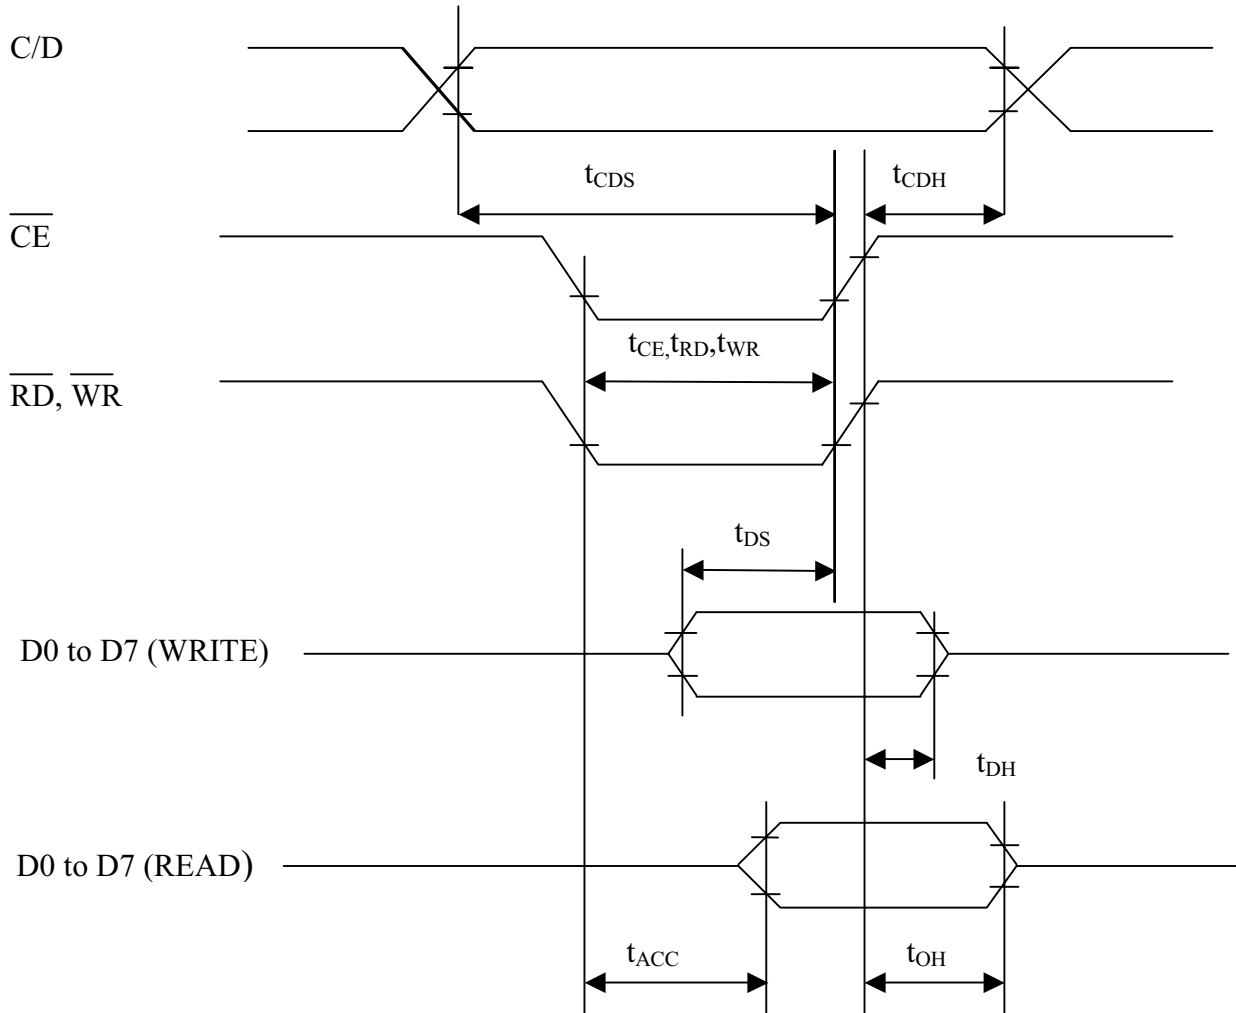 C/D
tCDS
tCDH
CE
tCE,tRD,tWR
RD, WR
tDS
D0 to D7 (WRITE)
tDH
D0 to D7 (READ)
tACC
tOH